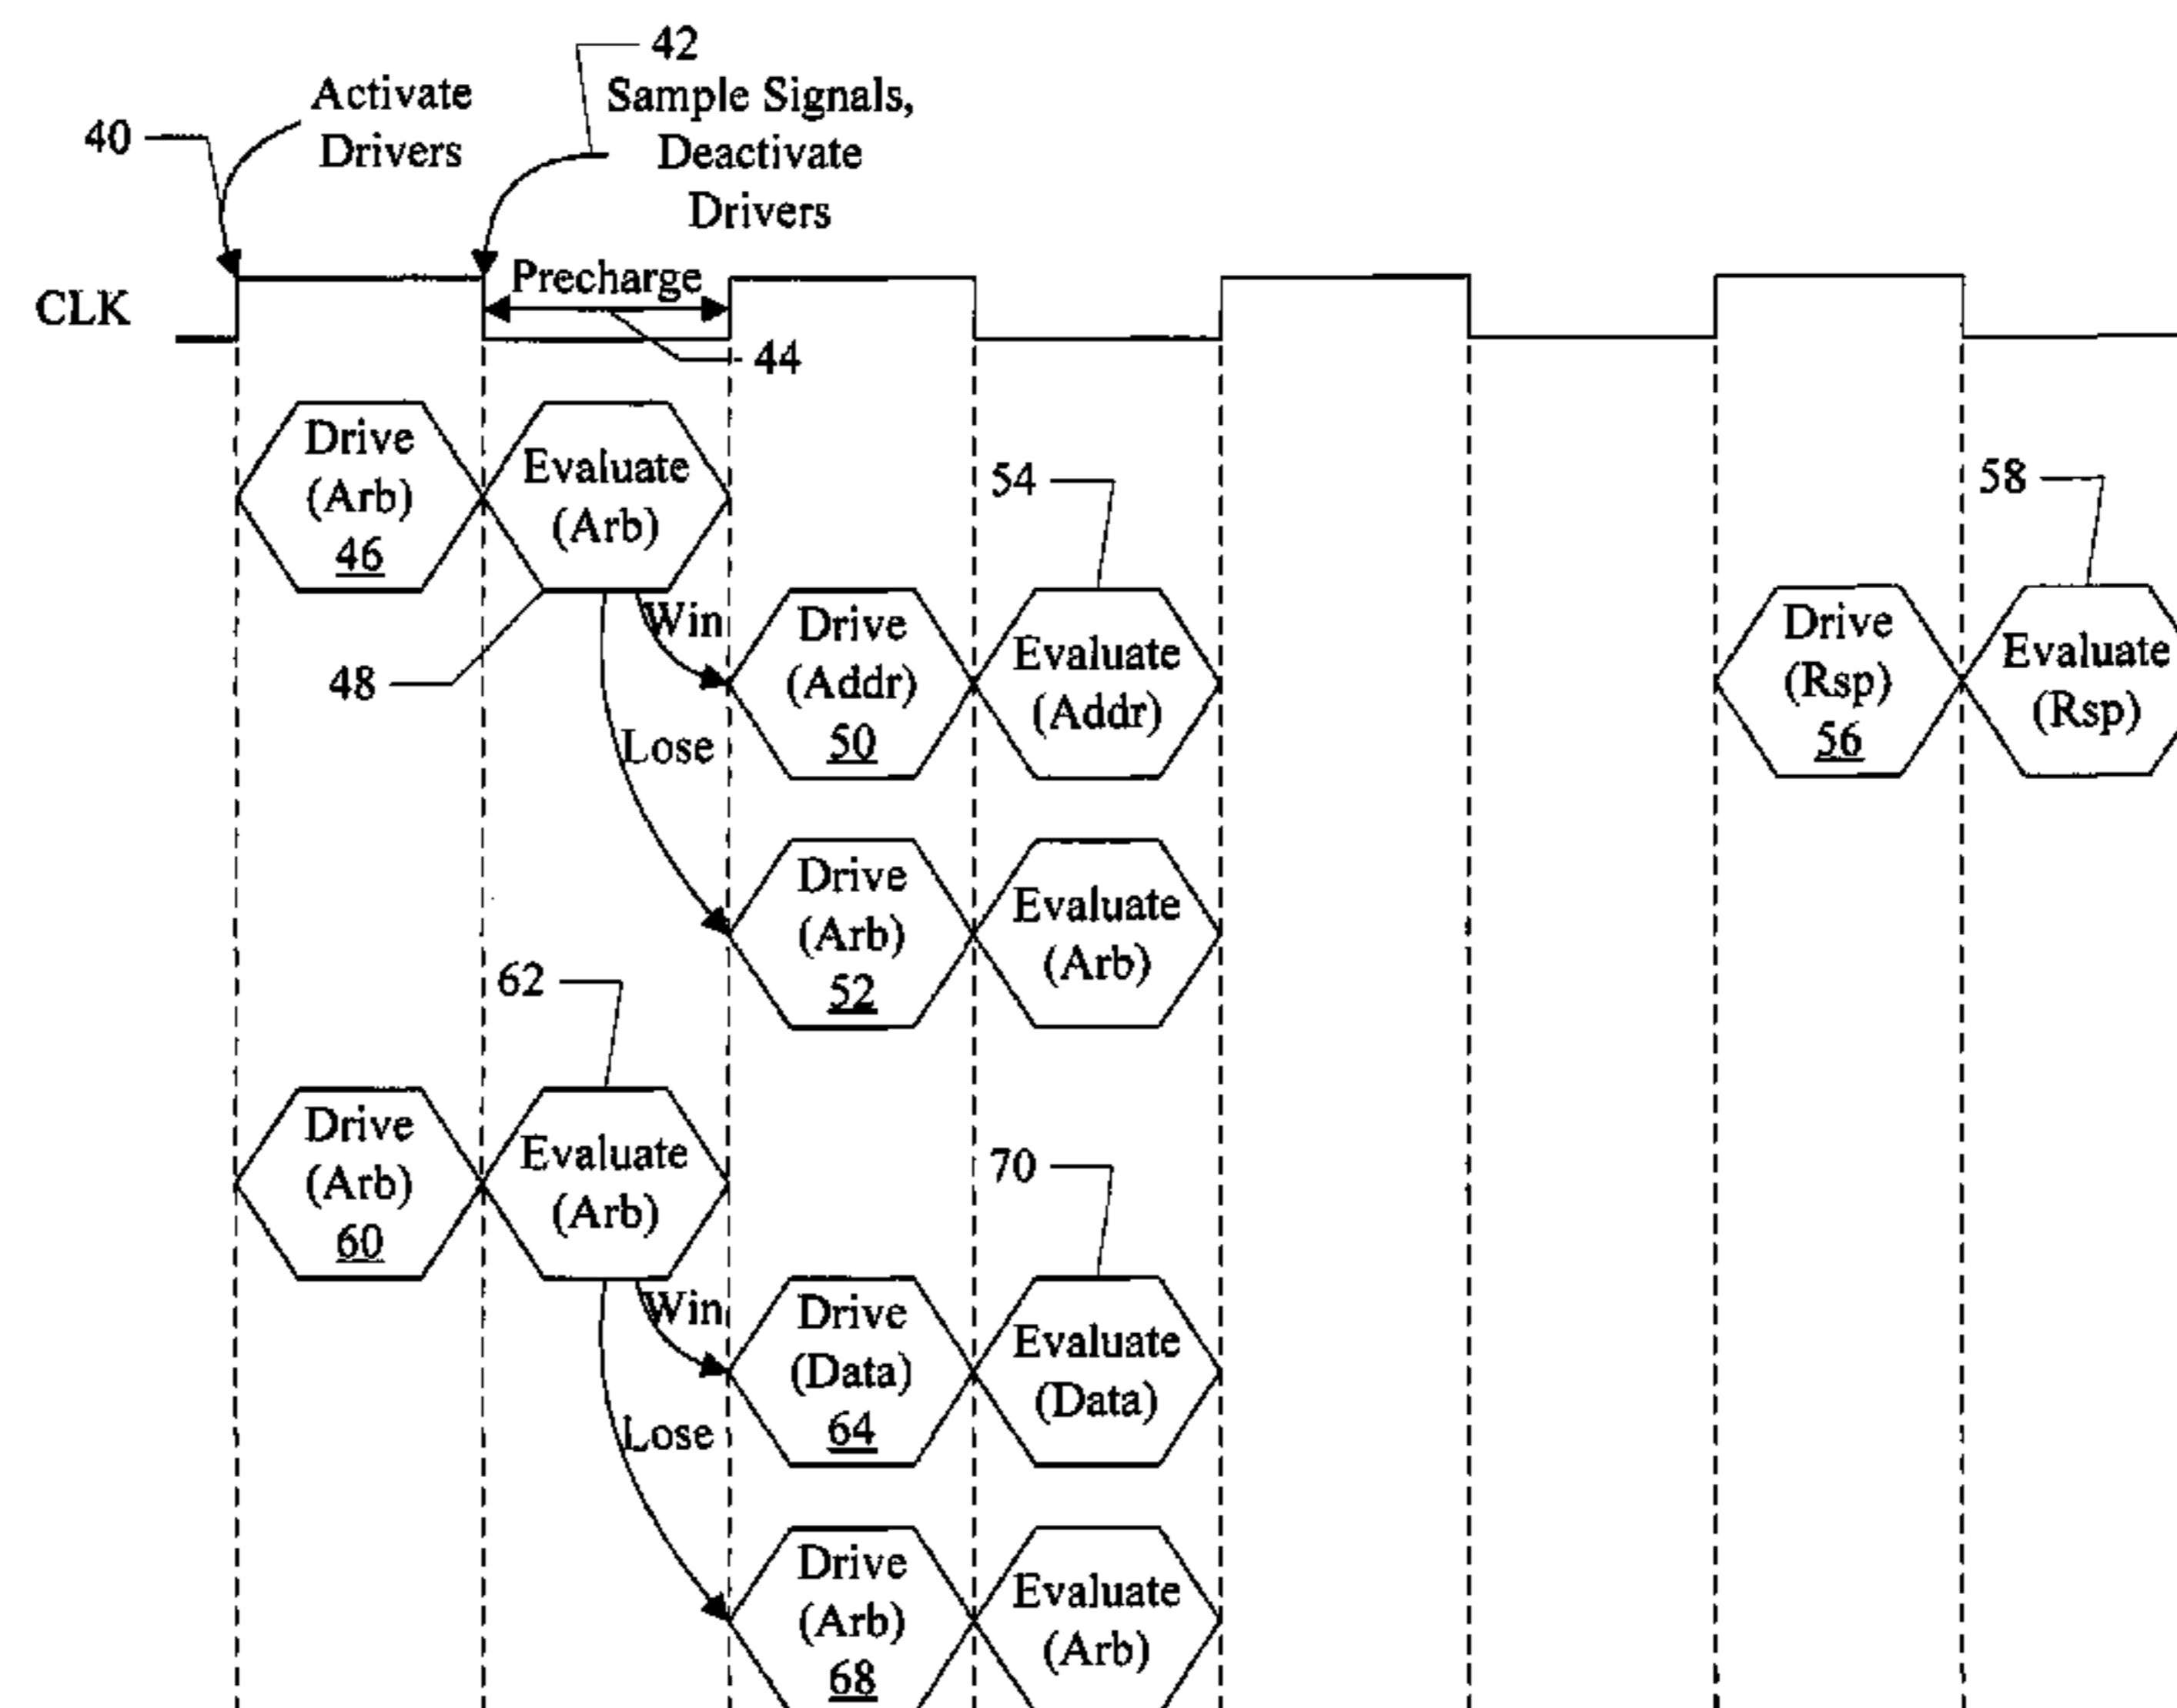 42
Activate
Drivers
Sample Signals,
Deactivate
Drivers
40
Precharge
CLK
44
Drive
(Arb)
46
Evaluate
(Arb)
54
58
48
Win
Lose
Drive
(Addr)
50
Evaluate
(Addr)
Drive
(Rsp)
56
Evaluate
(Rsp)
Drive
(Arb)
52
Evaluate
(Arb)
62
Drive
(Arb)
60
Evaluate
(Arb)
70
Win
Lose
Drive
(Data)
64
Evaluate
(Data)
Drive
(Arb)
68
Evaluate
(Arb)